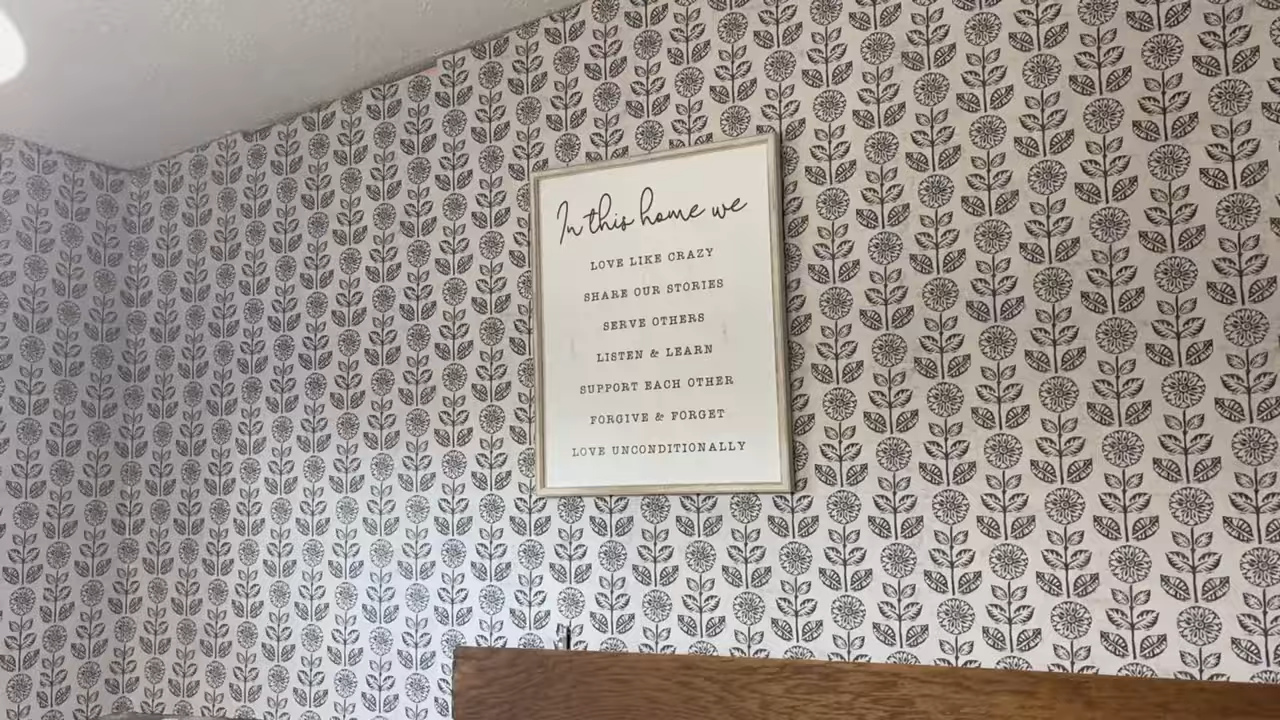 In this home we
LOVE LIKE CRAZY
SHARE OUR STORIES
SERVE OTHERS
LISTEN & LEARN
SUPPORT EACH OTHER
FORGIVE & FORGET
LOVE UNCONDITIONALLY